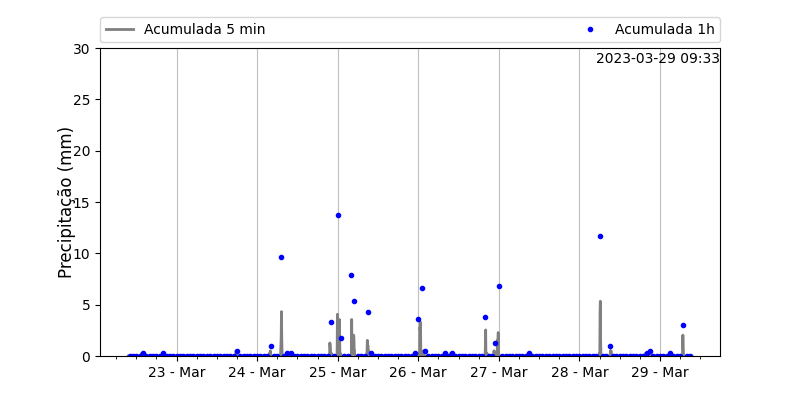 Acumulada 5 min Acumulada 1h
2023-03-29 09:33
Precipitação (mm)
30
25
20
15
10
5
0
23 - Mar 24 - Mar 25 - Mar 26 - Mar 27 - Mar 28 - Mar 29 - Mar